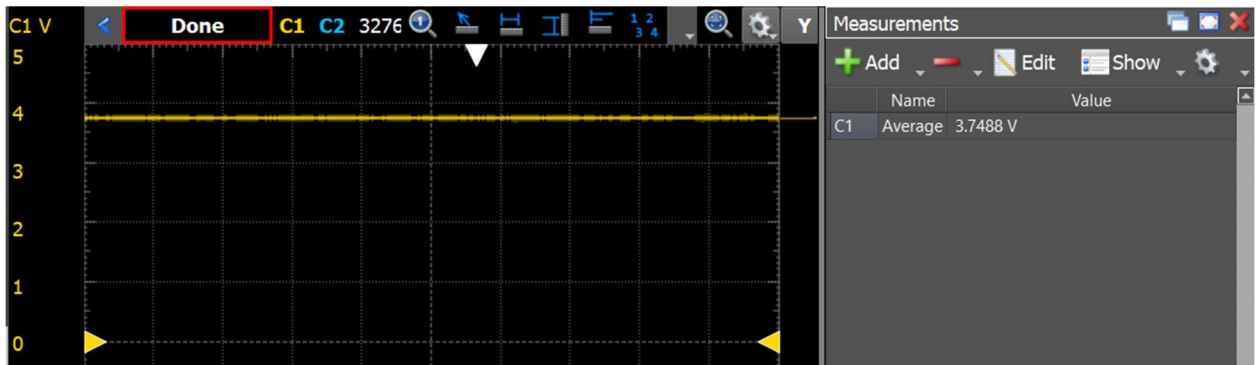 C1 V
< Done C1 C2 3276 1 2 3 4 Y
5
4
3
2
1
0
Measurements
Add Edit Show
Name Value
C1 Average 3.7488 V